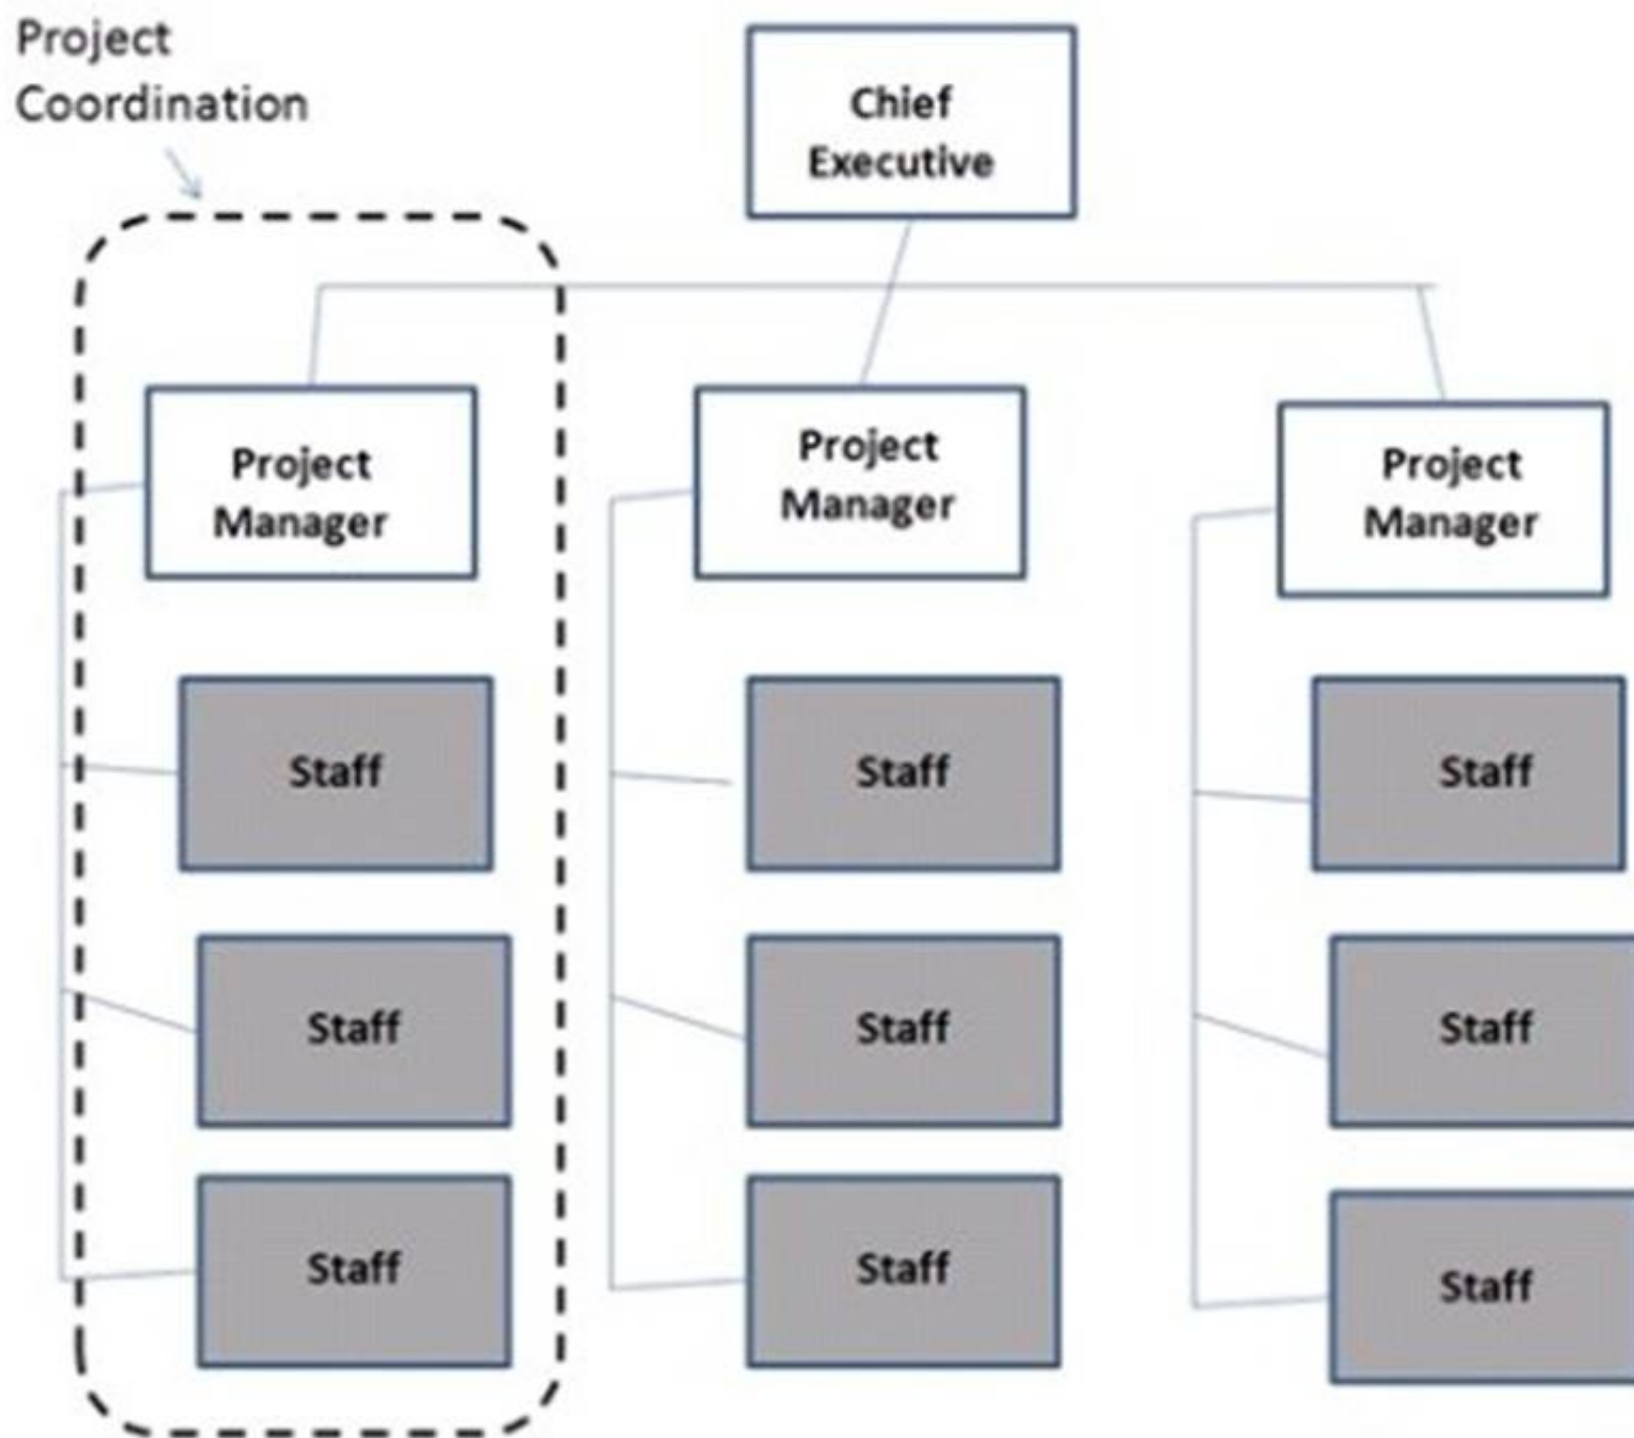 Project
Coordination
Chief
Executive
Project
Manager
Project
Manager
Project
Manager
Staff
Staff
Staff
Staff
Staff
Staff
Staff
Staff
Staff